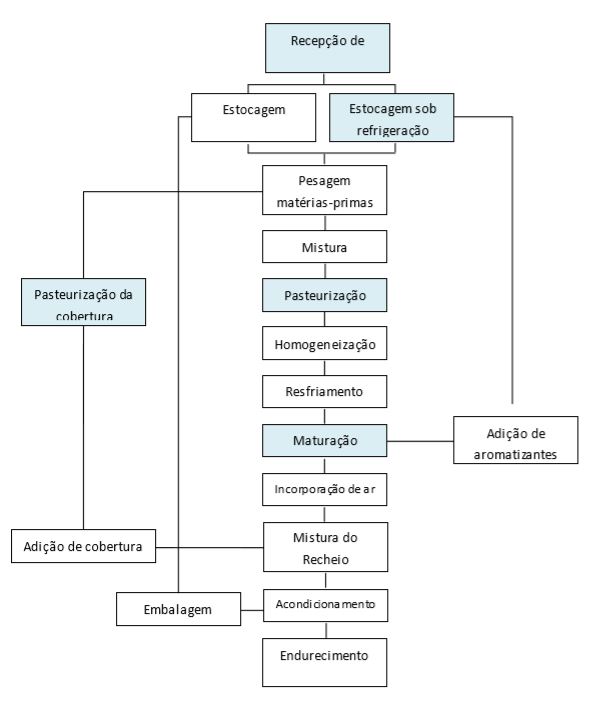 Recepção de
Estocagem
Estocagem sob
refrigeração
Pesagem
matérias-primas
Mistura
Pasteurização
Pasteurização da
cobertura
Homogeneização
Resfriamento
Maturação
Adição de
aromatizantes
Incorporação de ar
Adição de cobertura
Mistura do
Recheio
Acondicionamento
Embalagem
Endurecimento